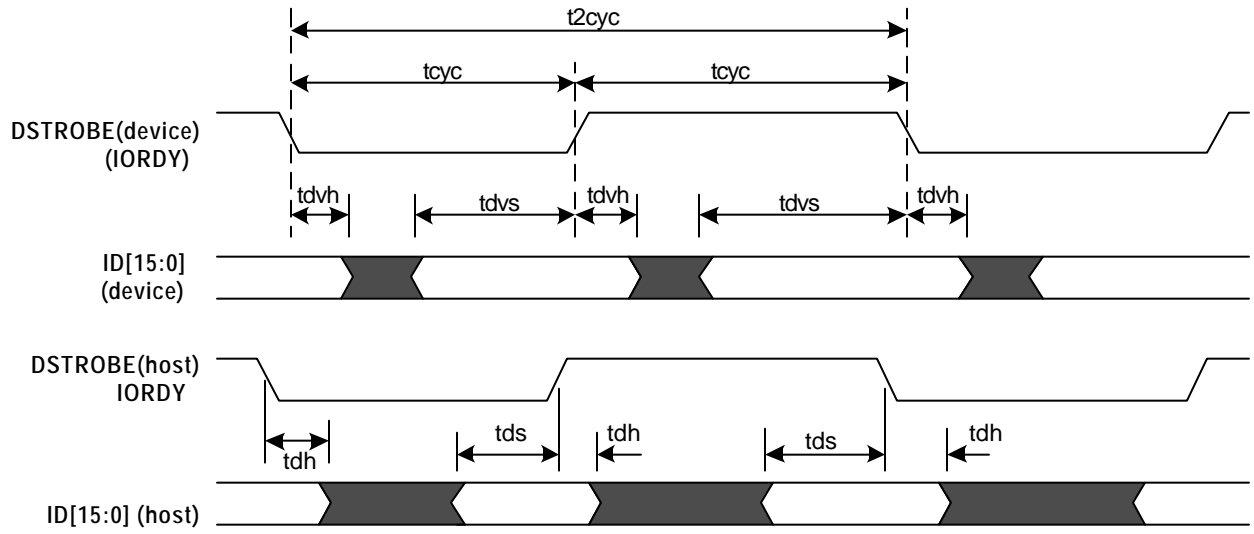 t2cyc
tcyc tcyc
DSTROBE(device)
(IORDY)
tdvh tdvs tdvh tdvs tdvh
ID[15:0]
(device)
DSTROBE(host)
IORDY
tdh tds tdh tds tdh
ID[15:0] (host)